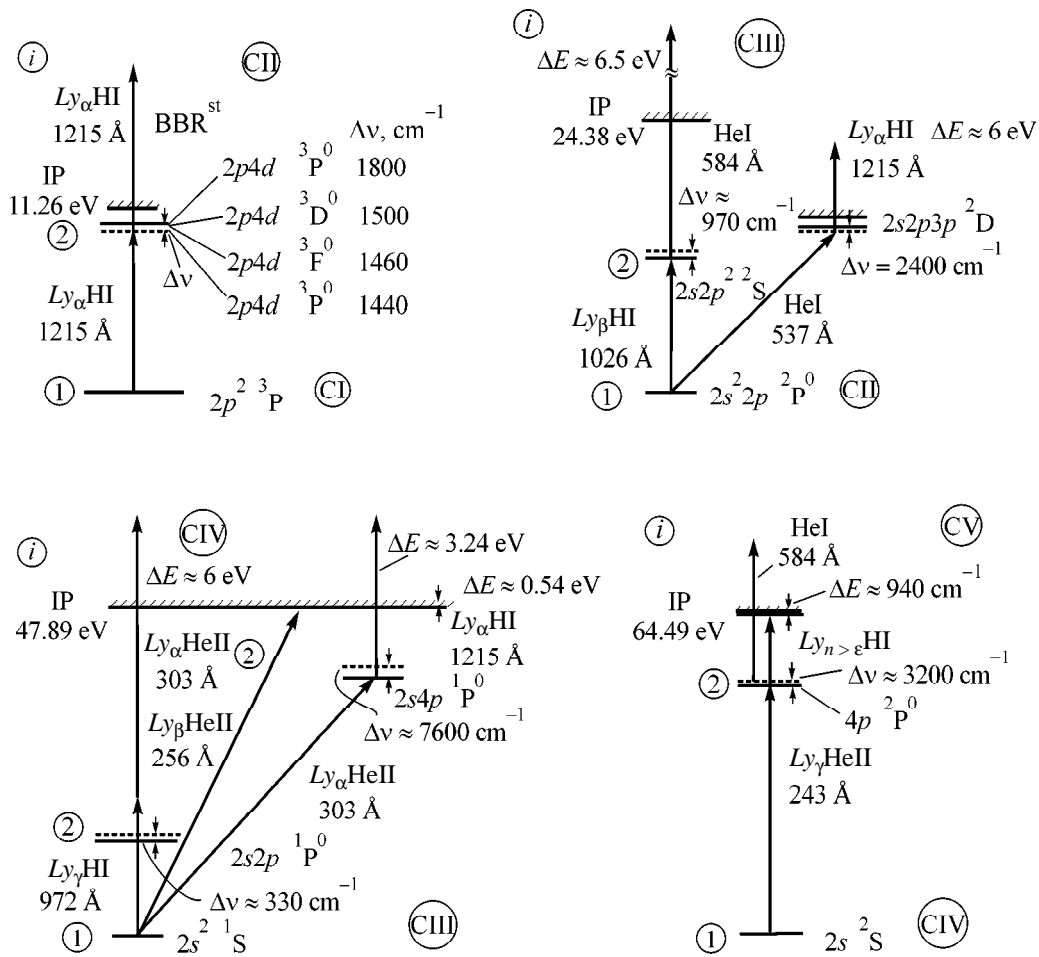 i
CII
LyαHI
1215 Å
BBRˢᵗ
Δν, cm⁻¹
2p4d ³P⁰ 1800
IP
11.26 eV
2p4d ³D⁰ 1500
2
2p4d ³F⁰ 1460
Δν
2p4d ³P⁰ 1440
LyαHI
1215 Å
1
2p² ³P
CI
i
CIII
ΔE ≈ 6.5 eV
IP
24.38 eV
HeI
584 Å
LyαHI ΔE ≈ 6 eV
1215 Å
Δν ≈
970 cm⁻¹
2s2p3p ²D
2
Δν = 2400 cm⁻¹
2s2p² ²S
LyβHI
1026 Å
HeI
537 Å
1
2s²2p ²P⁰
CII
i
CIV
ΔE ≈ 6 eV
ΔE ≈ 3.24 eV
ΔE ≈ 0.54 eV
IP
47.89 eV
LyαHeII
303 Å
2
LyαHI
1215 Å
2s4p ¹P⁰
Δν ≈ 7600 cm⁻¹
LyβHeII
256 Å
LyαHeII
303 Å
2
2s2p ¹P⁰
LyγHI
972 Å
Δν ≈ 330 cm⁻¹
1
2s² ¹S
CIII
i
CV
HeI
584 Å
ΔE ≈ 940 cm⁻¹
IP
64.49 eV
Lyn > εHI
Δν ≈ 3200 cm⁻¹
2
4p ²P⁰
LyγHeII
243 Å
1
2s ²S
CIV